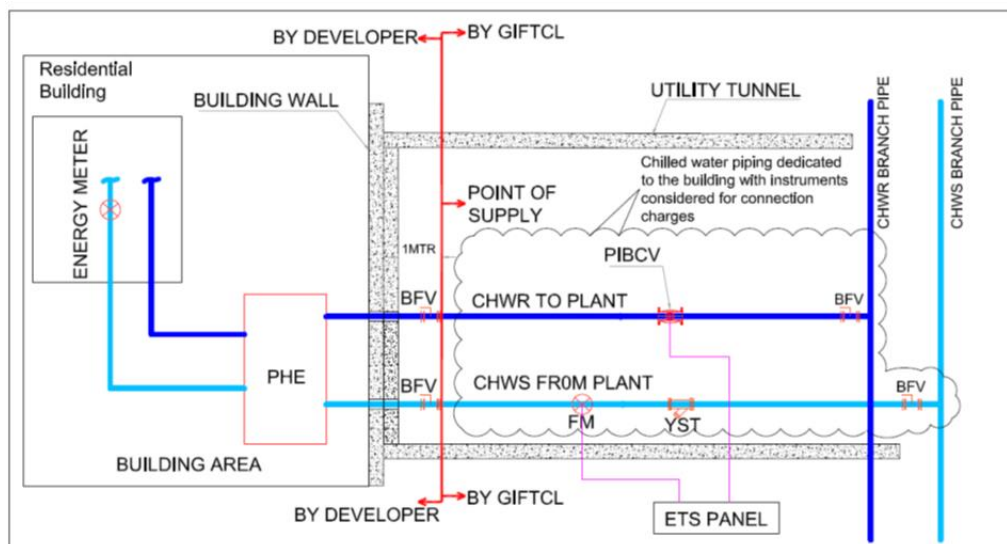 BY DEVELOPER
BY GIFTCL
Residential
Building
BUILDING WALL
UTILITY TUNNEL
ENERGY METER
CHWR BRANCH PIPE
CHWS BRANCH PIPE
Chilled water piping dedicated
to the building with instruments
considered for connection
charges
POINT OF
SUPPLY
1MTR
PIBCV
BFV
CHWR TO PLANT
BFV
PHE
BFV
CHWS FR0M PLANT
BFV
FM
YST
BUILDING AREA
BY DEVELOPER
BY GIFTCL
ETS PANEL